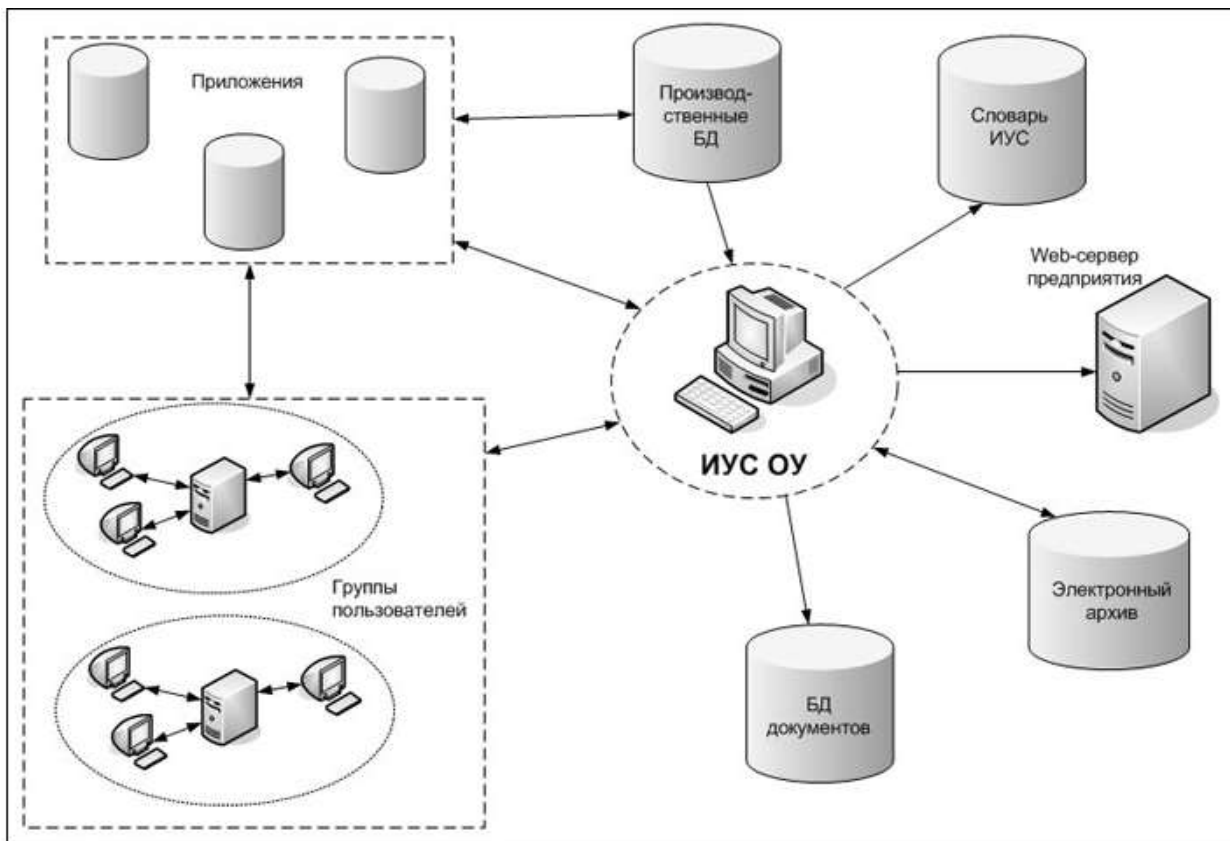 Приложения
Производ-
ственные
БД
Словарь
ИУС
Web-сервер
предприятия
ИУС ОУ
Группы
пользователей
Электронный
архив
БД
документов